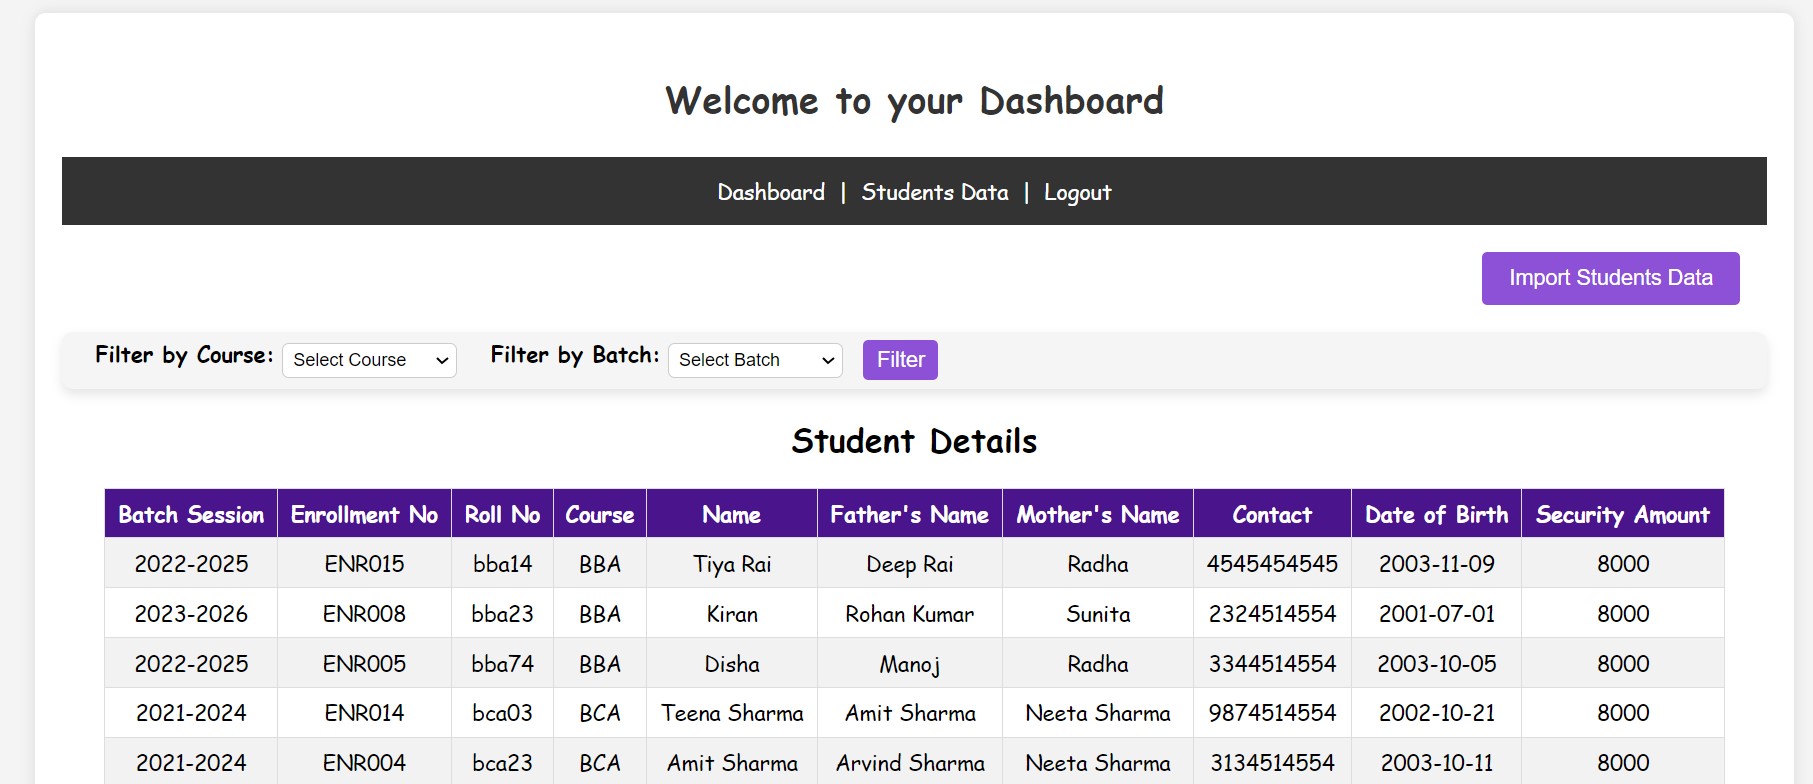 Welcome to your Dashboard
Dashboard | Students Data | Logout
Import Students Data
Filter by Course: Select Course Filter by Batch: Select Batch Filter
Student Details
Batch Session Enrollment No Roll No Course Name Father's Name Mother's Name Contact Date of Birth Security Amount
2022-2025 ENR015 bba14 BBA Tiya Rai Deep Rai Radha 4545454545 2003-11-09 8000
2023-2026 ENR008 bba23 BBA Kiran Rohan Kumar Sunita 2324514554 2001-07-01 8000
2022-2025 ENR005 bba74 BBA Disha Manoj Radha 3344514554 2003-10-05 8000
2021-2024 ENR014 bca03 BCA Teena Sharma Amit Sharma Neeta Sharma 9874514554 2002-10-21 8000
2021-2024 ENR004 bca23 BCA Amit Sharma Arvind Sharma Neeta Sharma 3134514554 2003-10-11 8000